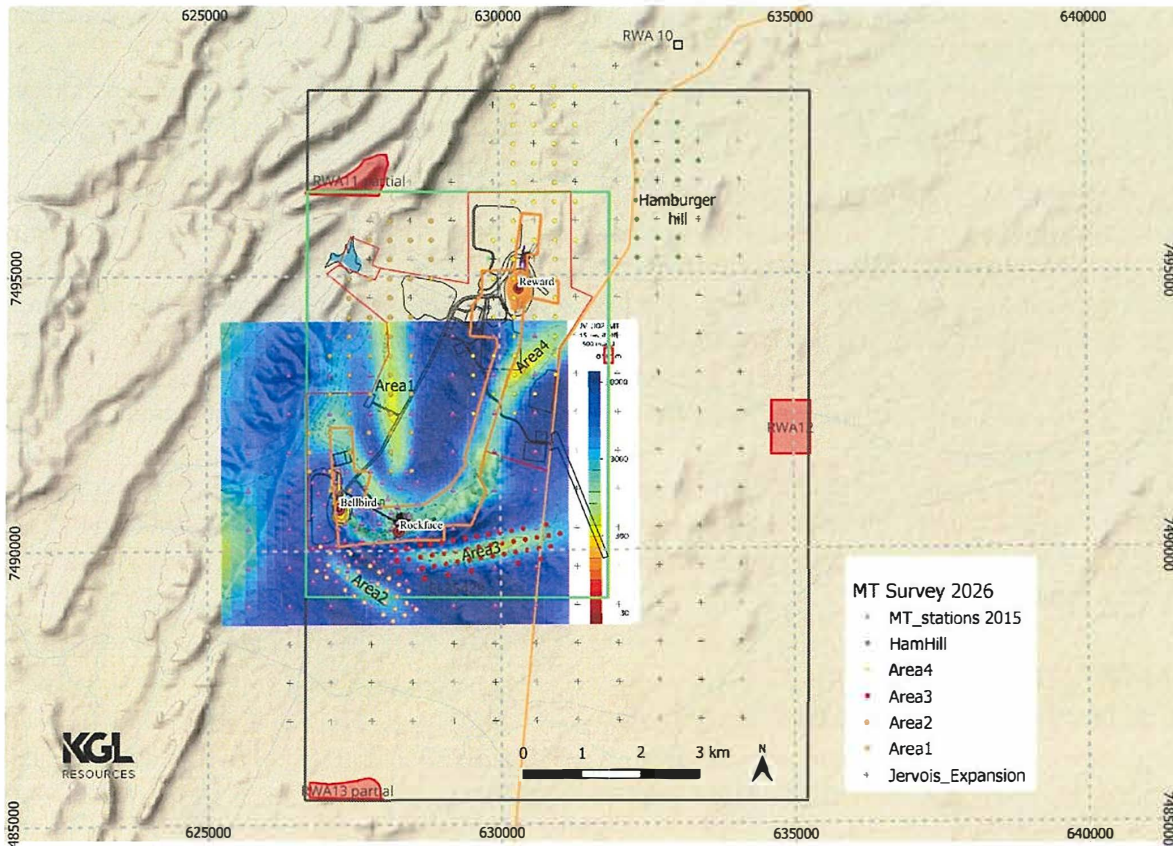 625000
630000
635000
640000
RWA 10
RWA11 partial
Hamburger
hill
7495000
495000
Reward
Area4
Area1
RWA12
Bellbird
Rockface
Area3
Area2
7490000
7490000
MT Survey 2026
MT_stations 2015
HamHill
Area4
Area3
Area2
Area1
Jervois_Expansion
KGL
RESOURCES
0 1 2 3 km
N
RWA13 partial
485000
625000
630000
635000
640000